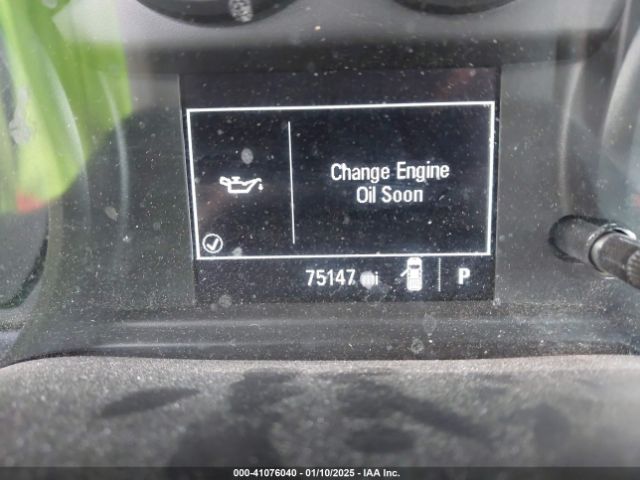 Change Engine
Oil Soon
75147 mi P
000-41076040 - 01/10/2025 - IAA Inc.